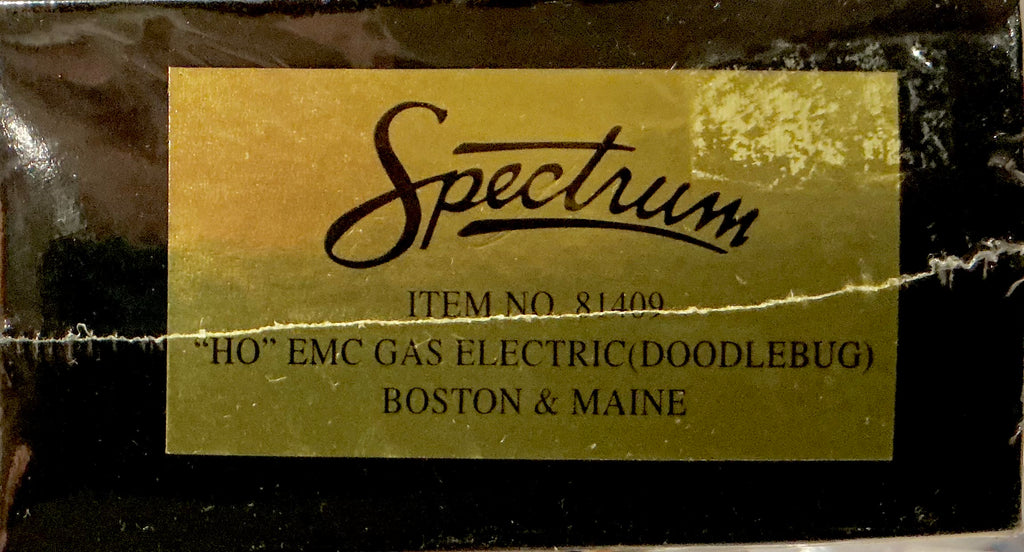 Spectrum
ITEM NO. 81409
"HO" EMC GAS ELECTRIC(DOODLEBUG)
BOSTON & MAINE